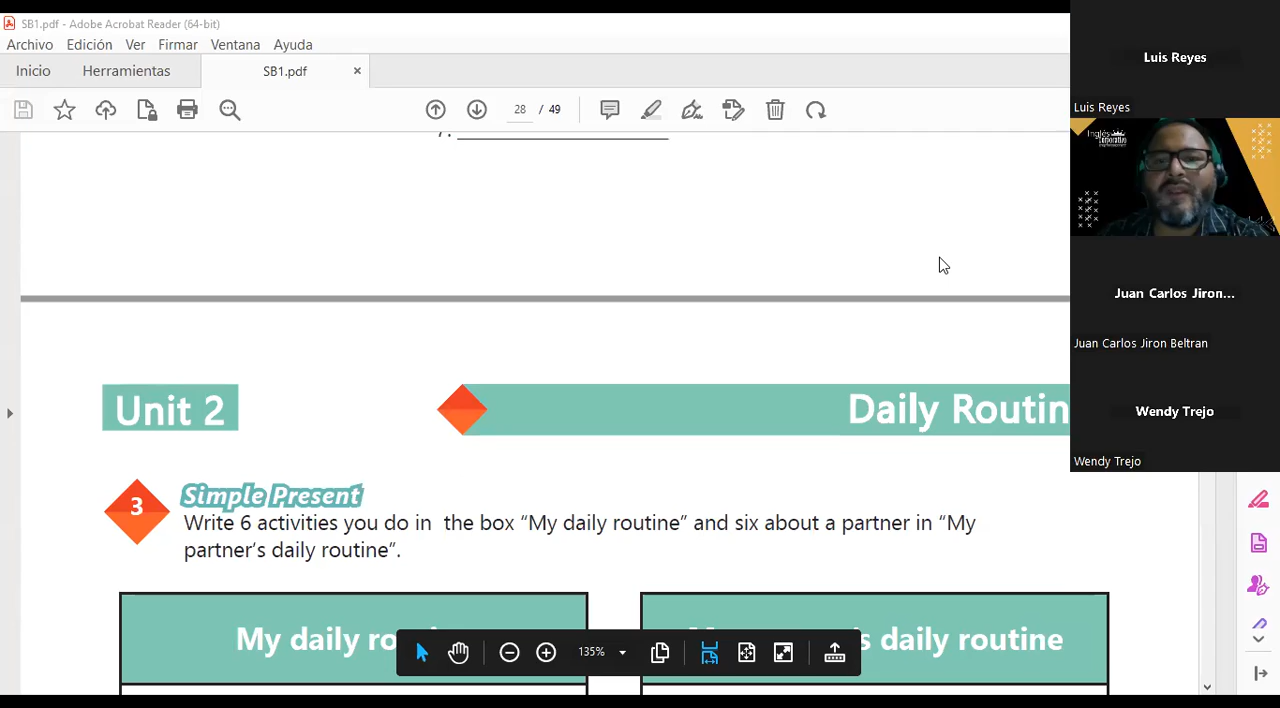 SB1.pdf - Adobe Acrobat Reader (64-bit)
Archivo Edición Ver Firmar Ventana Ayuda
Inicio Herramientas SB1.pdf ×
28 / 49
7.
Luis Reyes
Luis Reyes
Inglés
Corporativo
Juan Carlos Jiron...
Juan Carlos Jiron Beltran
Wendy Trejo
Wendy Trejo
Unit 2
Daily Routin
3
Simple Present
Write 6 activities you do in the box “My daily routine” and six about a partner in “My
partner’s daily routine”.
My daily
s daily routine
135%